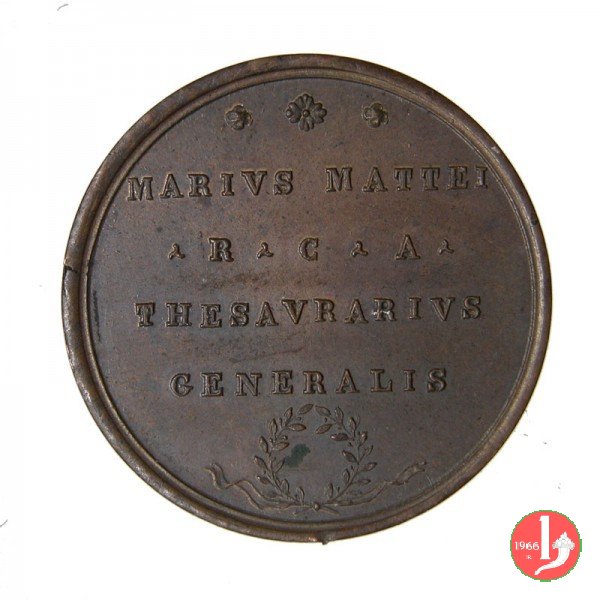 MARIVS MATTEI
R C A
THESAVRARIVS
GENERALIS
1966